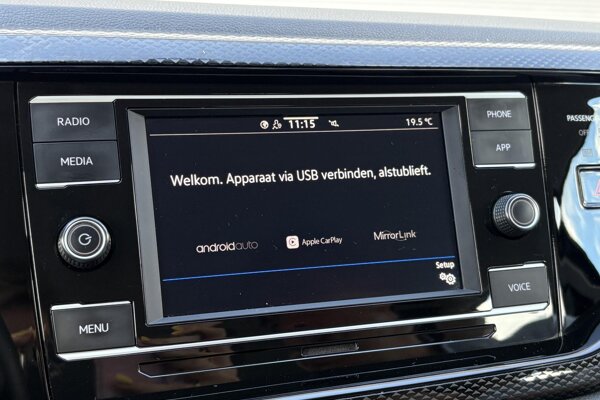 RADIO
MEDIA
MENU
11:15
19.5 °C
Welkom. Apparaat via USB verbinden, alstublieft.
androidauto
Apple CarPlay
MirrorLink
Setup
PHONE
APP
VOICE